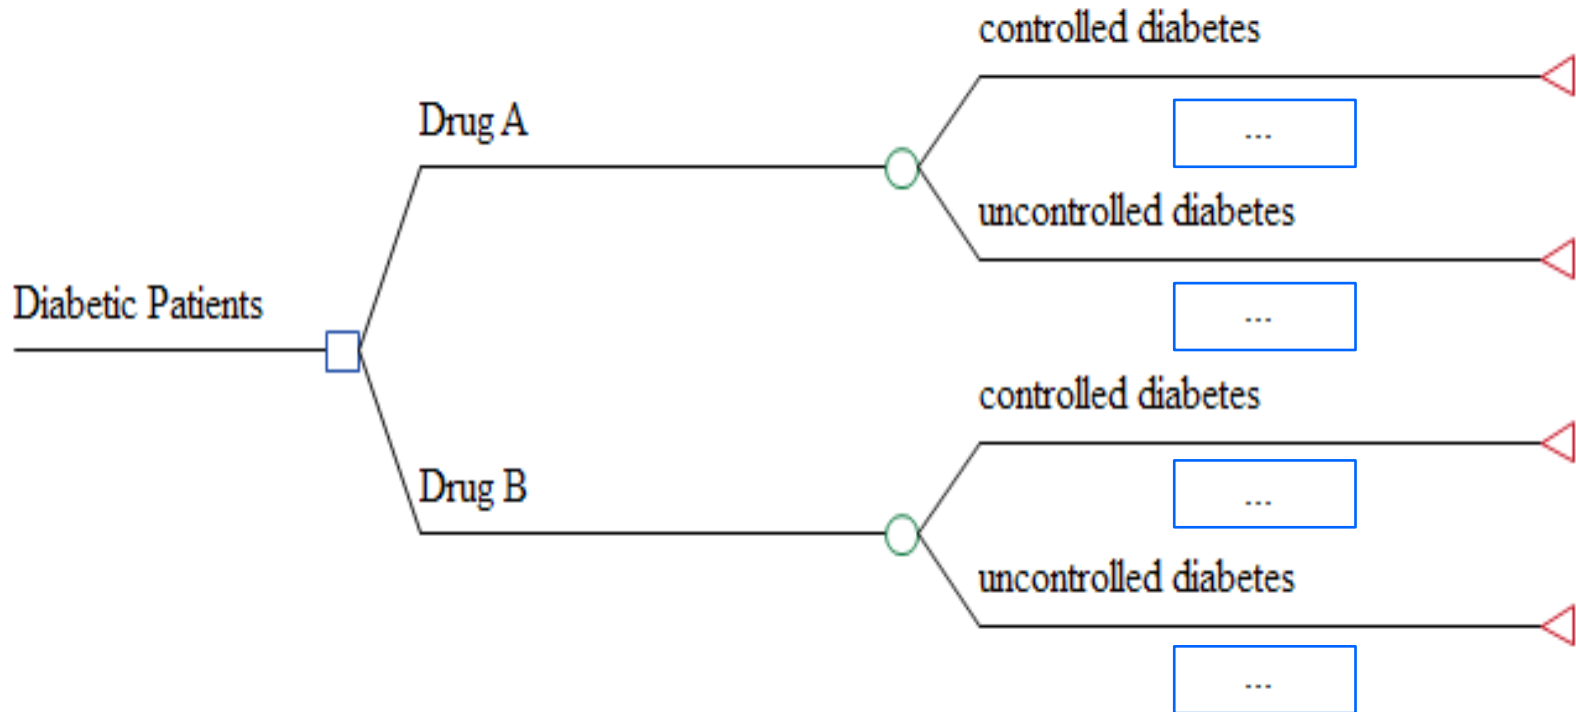 controlled diabetes
Drug A
---
uncontrolled diabetes
Diabetic Patients
---
controlled diabetes
Drug B
---
uncontrolled diabetes
---